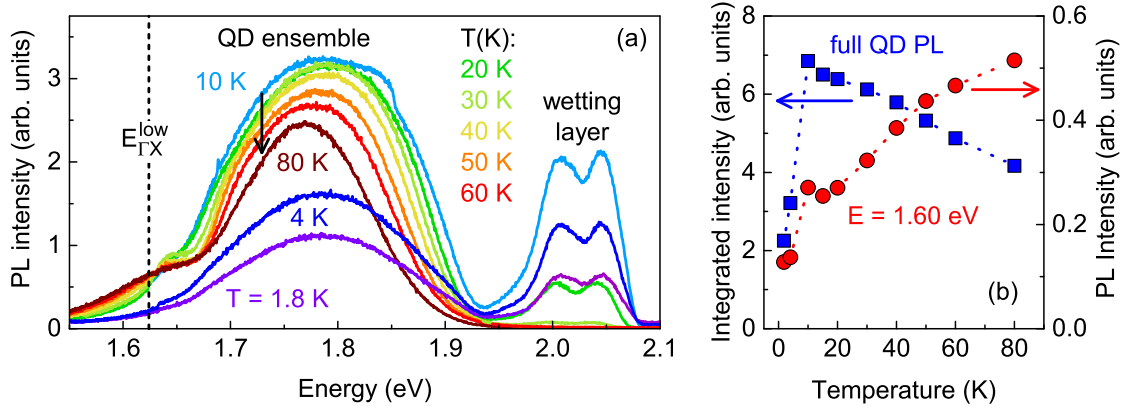 PL intensity (arb. units)
3
2
1
0
QD ensemble
T(K):
(a)
10 K
20 K
30 K
40 K
50 K
60 K
wetting
layer
E_ΓX^low
80 K
4 K
T = 1.8 K
1.6 1.7 1.8 1.9 2.0 2.1
Energy (eV)
Integrated intensity (arb. units)
8
6
4
2
0
full QD PL
E = 1.60 eV
(b)
0.6
0.4
0.2
0.0
PL Intensity (arb. units)
0 20 40 60 80
Temperature (K)